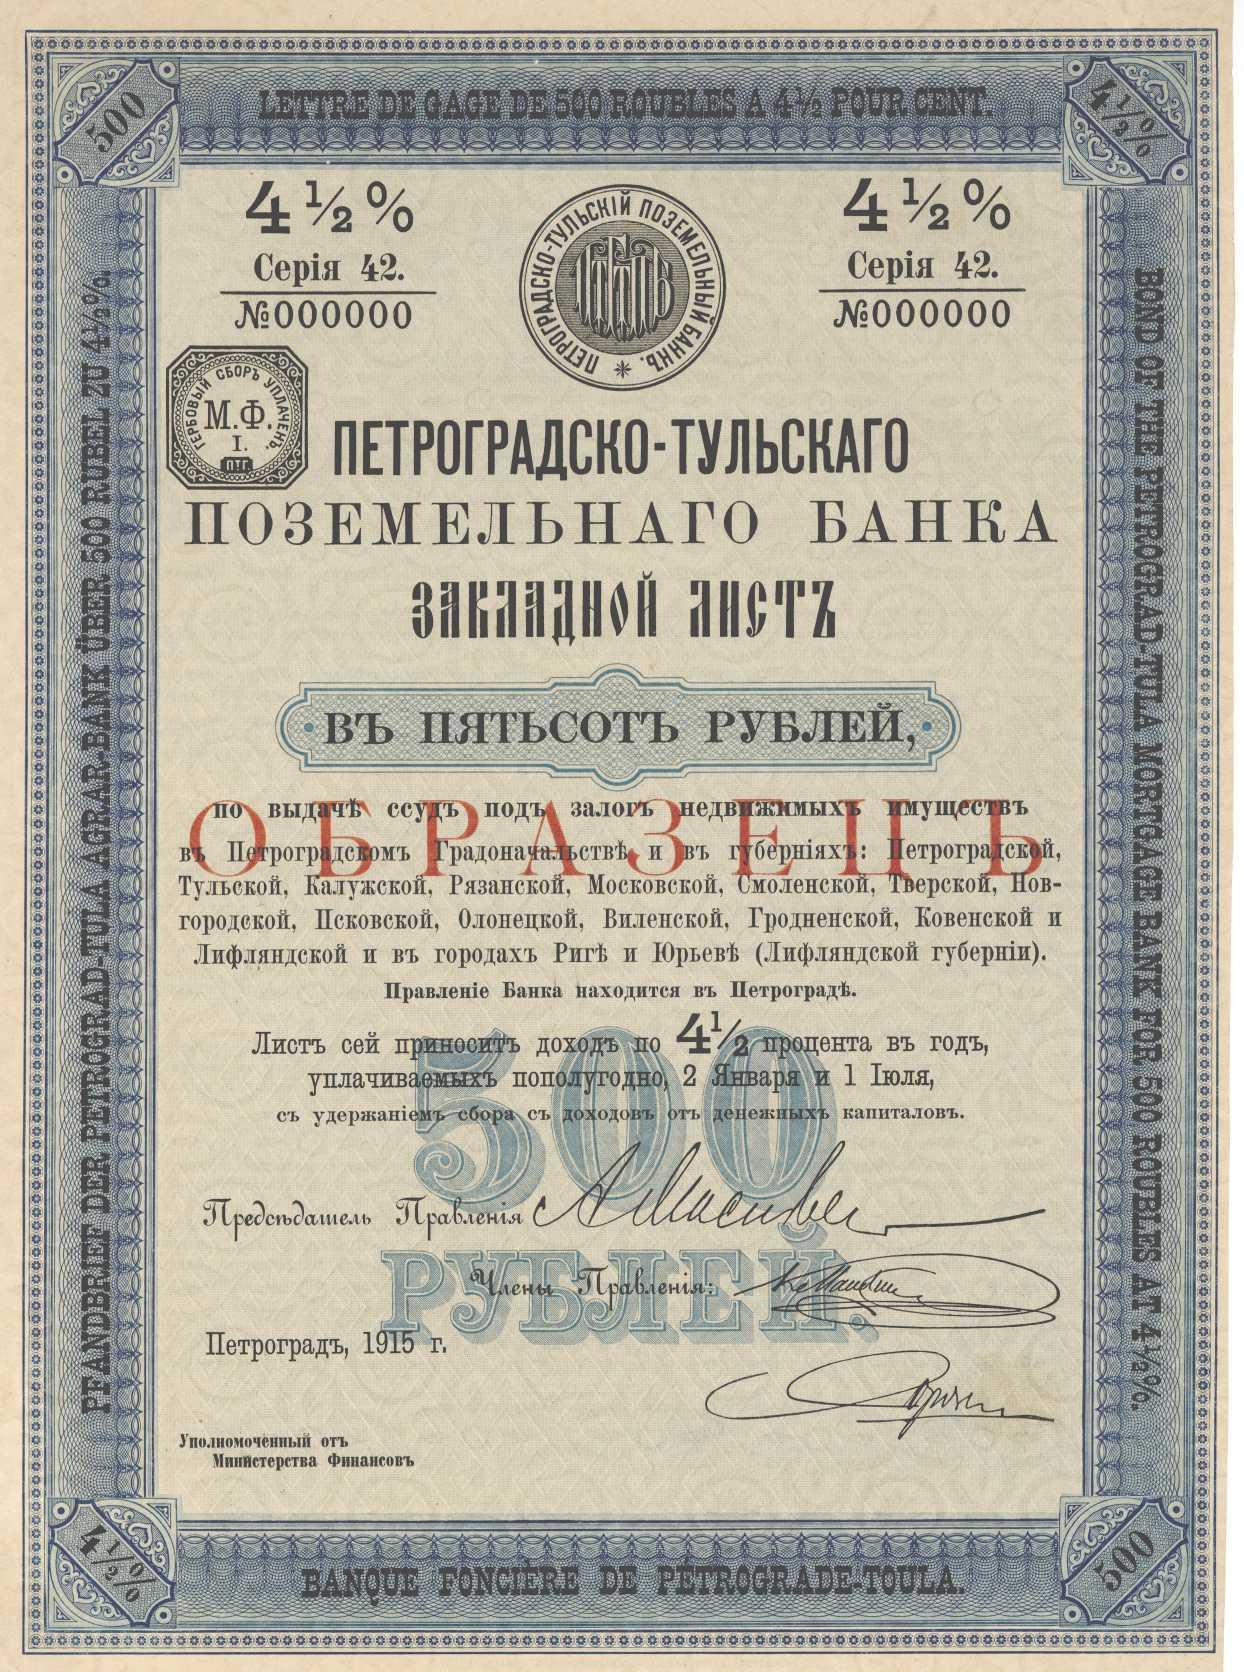 LETTRE DE GAGE DE 500 ROUBLES A 4½ POUR CENT.
500
4½%
4½%
Серія 42.
№000000
ПЕТРОГРАДСКО-ТУЛЬСКІЙ ПОЗЕМЕЛЬНЫЙ БАНКЪ.
4½%
Серія 42.
№000000
ГЕРБОВЫЙ СБОРЪ УПЛАЧЕНЪ.
М.Ф.
I.
ПТГ.
ПЕТРОГРАДСКО-ТУЛЬСКАГО
ПОЗЕМЕЛЬНАГО БАНКА
ЗАКЛАДНОЙ ЛИСТЪ
ВЪ ПЯТЬСОТЪ РУБЛЕЙ,
ОБРАЗЕЦЪ
по выдачѣ ссудъ подъ залогъ недвижимыхъ имуществъ
въ Петроградскомъ Градоначальствѣ и въ губерніяхъ: Петроградской,
Тульской, Калужской, Рязанской, Московской, Смоленской, Тверской, Нов-
городской, Псковской, Олонецкой, Виленской, Гродненской, Ковенской и
Лифляндской и въ городахъ Ригѣ и Юрьевѣ (Лифляндской губерніи).
Правленіе Банка находится въ Петроградѣ.
Листъ сей приноситъ доходъ по 4½ процента въ годъ,
уплачиваемыхъ пополугодно, 2 Января и 1 Іюля,
съ удержаніемъ сбора съ доходовъ отъ денежныхъ капиталовъ.
500
РУБЛЕЙ.
Предсѣдатель Правленія
Члены Правленія:
Петроградъ, 1915 г.
Уполномоченный отъ
Министерства Финансовъ
PFANDBRIEF DER PETROGRAD-TULA AGRAR-BANK ÜBER 500 RUBEL ZU 4½%.
BOND OF THE PETROGRAD-TULA MORTGAGE BANK FOR 500 ROUBLES AT 4½%.
4½%
500
BANQUE FONCIÈRE DE PÉTROGRADE-TOULA.